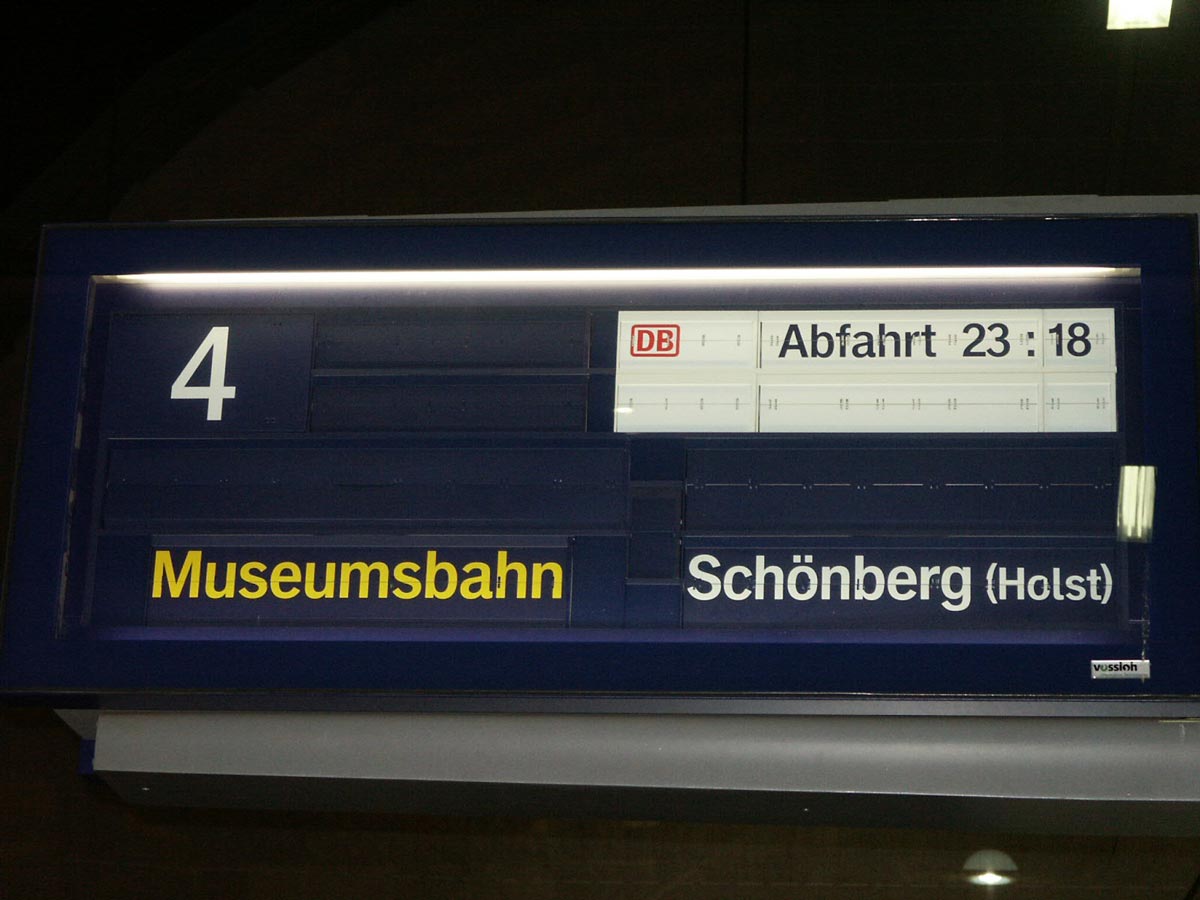 4 DB Abfahrt 23:18
Museumsbahn Schönberg (Holst)
vossloh